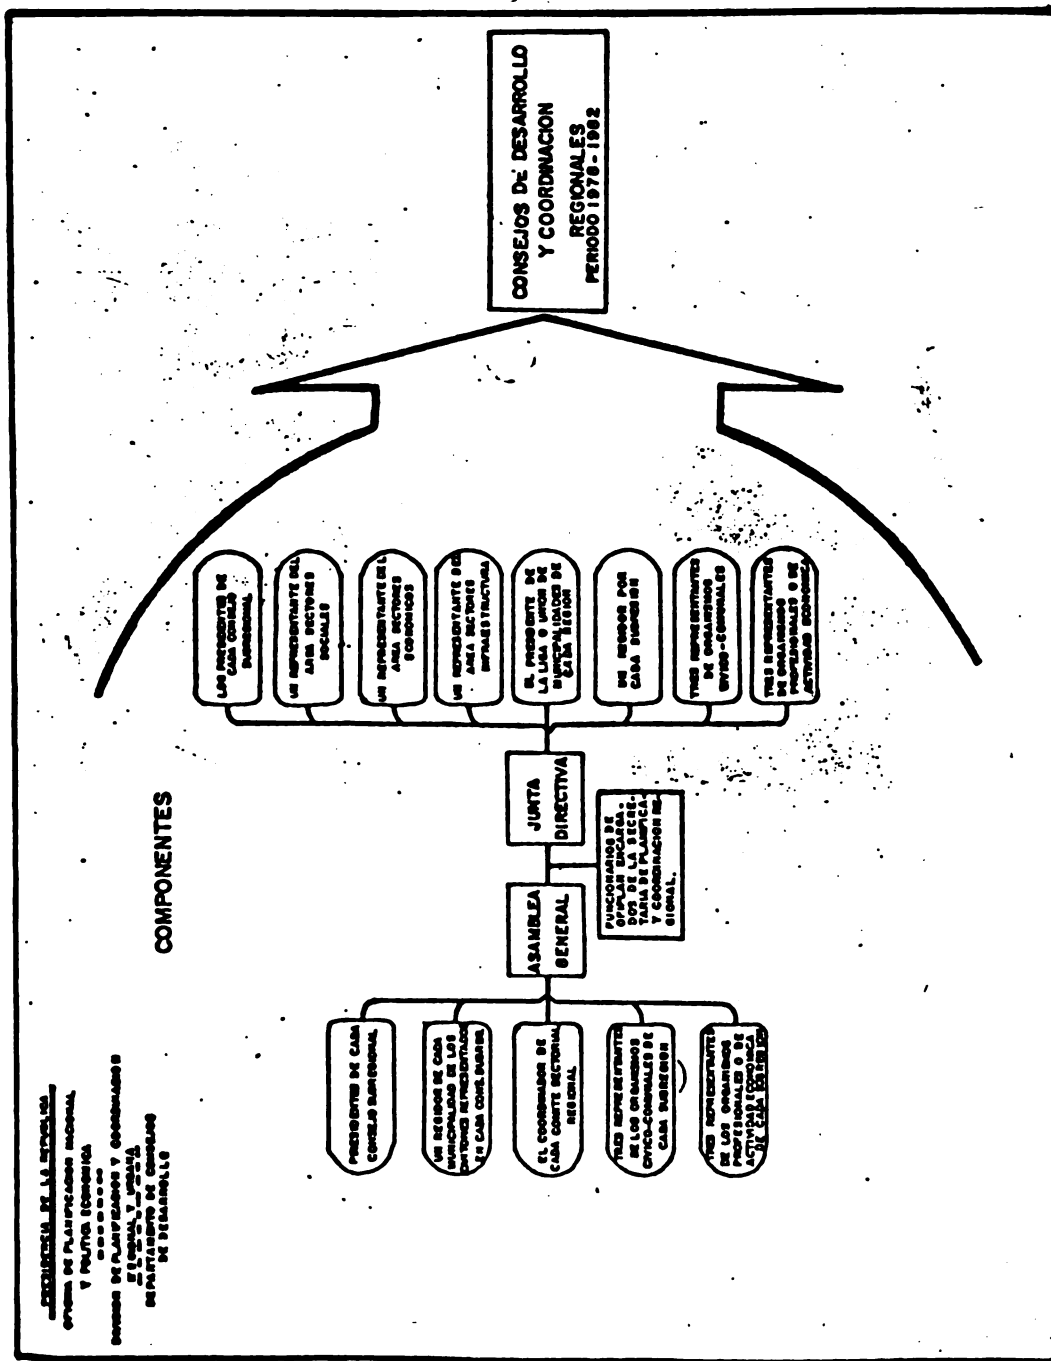 PRESIDENCIA DE LA REPUBLICA
OFICINA DE PLANIFICACION NACIONAL
Y POLITICA ECONOMICA
DIVISION DE PLANIFICACION Y COORDINACION
REGIONAL Y URBANA
DEPARTAMENTO DE CONSEJOS
DE DESARROLLO
COMPONENTES
CONSEJOS DE DESARROLLO
Y COORDINACION
REGIONALES
PERIODO 1978-1982
LOS PRESIDENTES DE
CADA CONSEJO
SUBREGIONAL
UN REPRESENTANTE DEL
AREA SECTORES
SOCIALES
UN REPRESENTANTE DEL
AREA SECTORES
ECONOMICOS
UN REPRESENTANTE DEL
AREA SECTORES
INFRAESTRUCTURA
EL PRESIDENTE DE
LA LIGA O UNION DE
MUNICIPALIDADES DE
CADA REGION
UN REGIDOR POR
CADA SUBREGION
TRES REPRESENTANTES
DE ORGANISMOS
CIVICO-COMUNALES
TRES REPRESENTANTES
DE ORGANISMOS
PROFESIONALES O DE
ACTIVIDAD ECONOMICA
JUNTA
DIRECTIVA
FUNCIONARIOS DE
OFIPLAN ENCARGA-
DOS DE LA SECRE-
TARIA DE PLANIFICA-
Y COORDINACION RE-
GIONAL.
ASAMBLEA
GENERAL
PRESIDENTES DE CADA
CONSEJO SUBREGIONAL
UN REGIDOR DE CADA
MUNICIPALIDAD DE LOS
CANTONES REPRESENTADOS
EN CADA CONS. SUBREG.
EL COORDINADOR DE
CADA COMITE SECTORIAL
REGIONAL
TRES REPRESENTANTES
DE LOS ORGANISMOS
CIVICO-COMUNALES DE
CADA SUBREGION
TRES REPRESENTANTES
DE LOS ORGANISMOS
PROFESIONALES O DE
ACTIVIDAD ECONOMICA
DE CADA SUBREGION